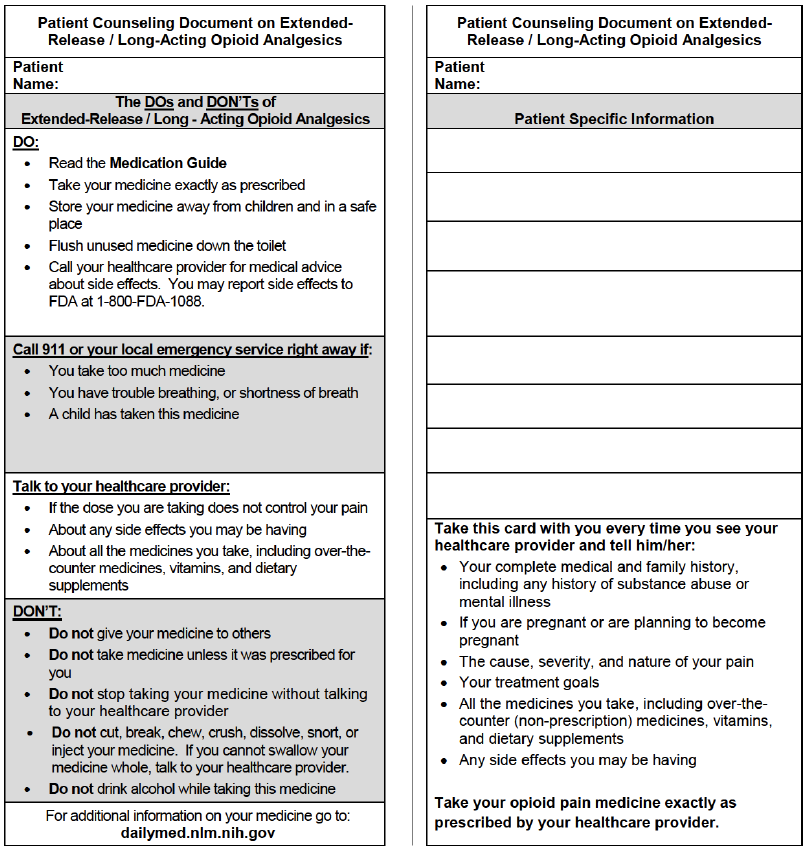 Patient Counseling Document on Extended-
Release / Long-Acting Opioid Analgesics
Patient
Name:
The DOs and DON'Ts of
Extended-Release / Long - Acting Opioid Analgesics
DO:
• Read the Medication Guide
• Take your medicine exactly as prescribed
• Store your medicine away from children and in a safe
place
• Flush unused medicine down the toilet
• Call your healthcare provider for medical advice
about side effects. You may report side effects to
FDA at 1-800-FDA-1088.
Call 911 or your local emergency service right away if:
• You take too much medicine
• You have trouble breathing, or shortness of breath
• A child has taken this medicine
Talk to your healthcare provider:
• If the dose you are taking does not control your pain
• About any side effects you may be having
• About all the medicines you take, including over-the-
counter medicines, vitamins, and dietary
supplements
DON'T:
• Do not give your medicine to others
• Do not take medicine unless it was prescribed for
you
• Do not stop taking your medicine without talking
to your healthcare provider
• Do not cut, break, chew, crush, dissolve, snort, or
inject your medicine. If you cannot swallow your
medicine whole, talk to your healthcare provider.
• Do not drink alcohol while taking this medicine
For additional information on your medicine go to:
dailymed.nlm.nih.gov
Patient Counseling Document on Extended-
Release / Long-Acting Opioid Analgesics
Patient
Name:
Patient Specific Information
Take this card with you every time you see your
healthcare provider and tell him/her:
• Your complete medical and family history,
including any history of substance abuse or
mental illness
• If you are pregnant or are planning to become
pregnant
• The cause, severity, and nature of your pain
• Your treatment goals
• All the medicines you take, including over-the-
counter (non-prescription) medicines, vitamins,
and dietary supplements
• Any side effects you may be having
Take your opioid pain medicine exactly as
prescribed by your healthcare provider.